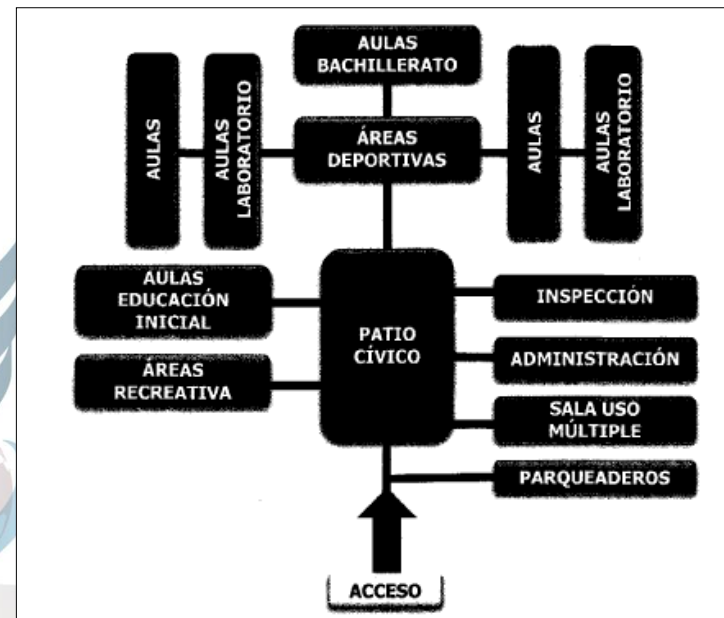 AULAS
BACHILLERATO
AULAS
AULAS
LABORATORIO
ÁREAS
DEPORTIVAS
AULAS
AULAS
LABORATORIO
AULAS
EDUCACIÓN
INICIAL
ÁREAS
RECREATIVA
PATIO
CÍVICO
INSPECCIÓN
ADMINISTRACIÓN
SALA USO
MÚLTIPLE
PARQUEADEROS
ACCESO